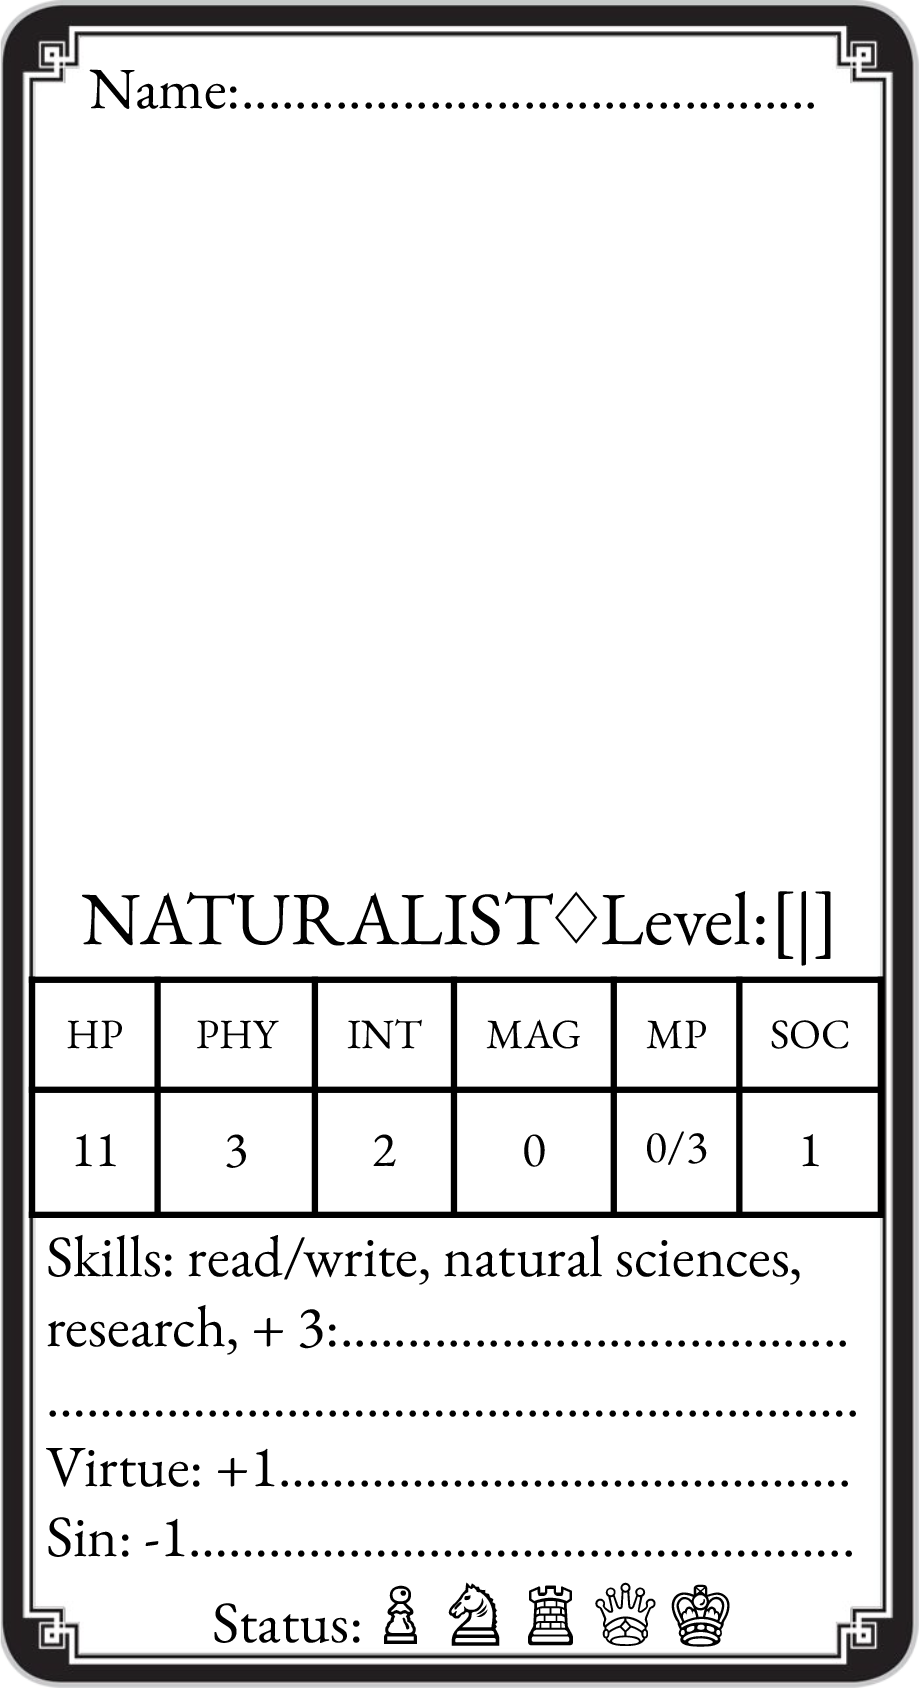 Name:...........................................
NATURALIST◇Level:[|]
HP PHY INT MAG MP SOC
11 3 2 0 0/3 1
Skills: read/write, natural sciences,
research, + 3:......................................
.............................................................
Virtue: +1...........................................
Sin: -1..................................................
Status: ♙ ♘ ♖ ♕ ♔